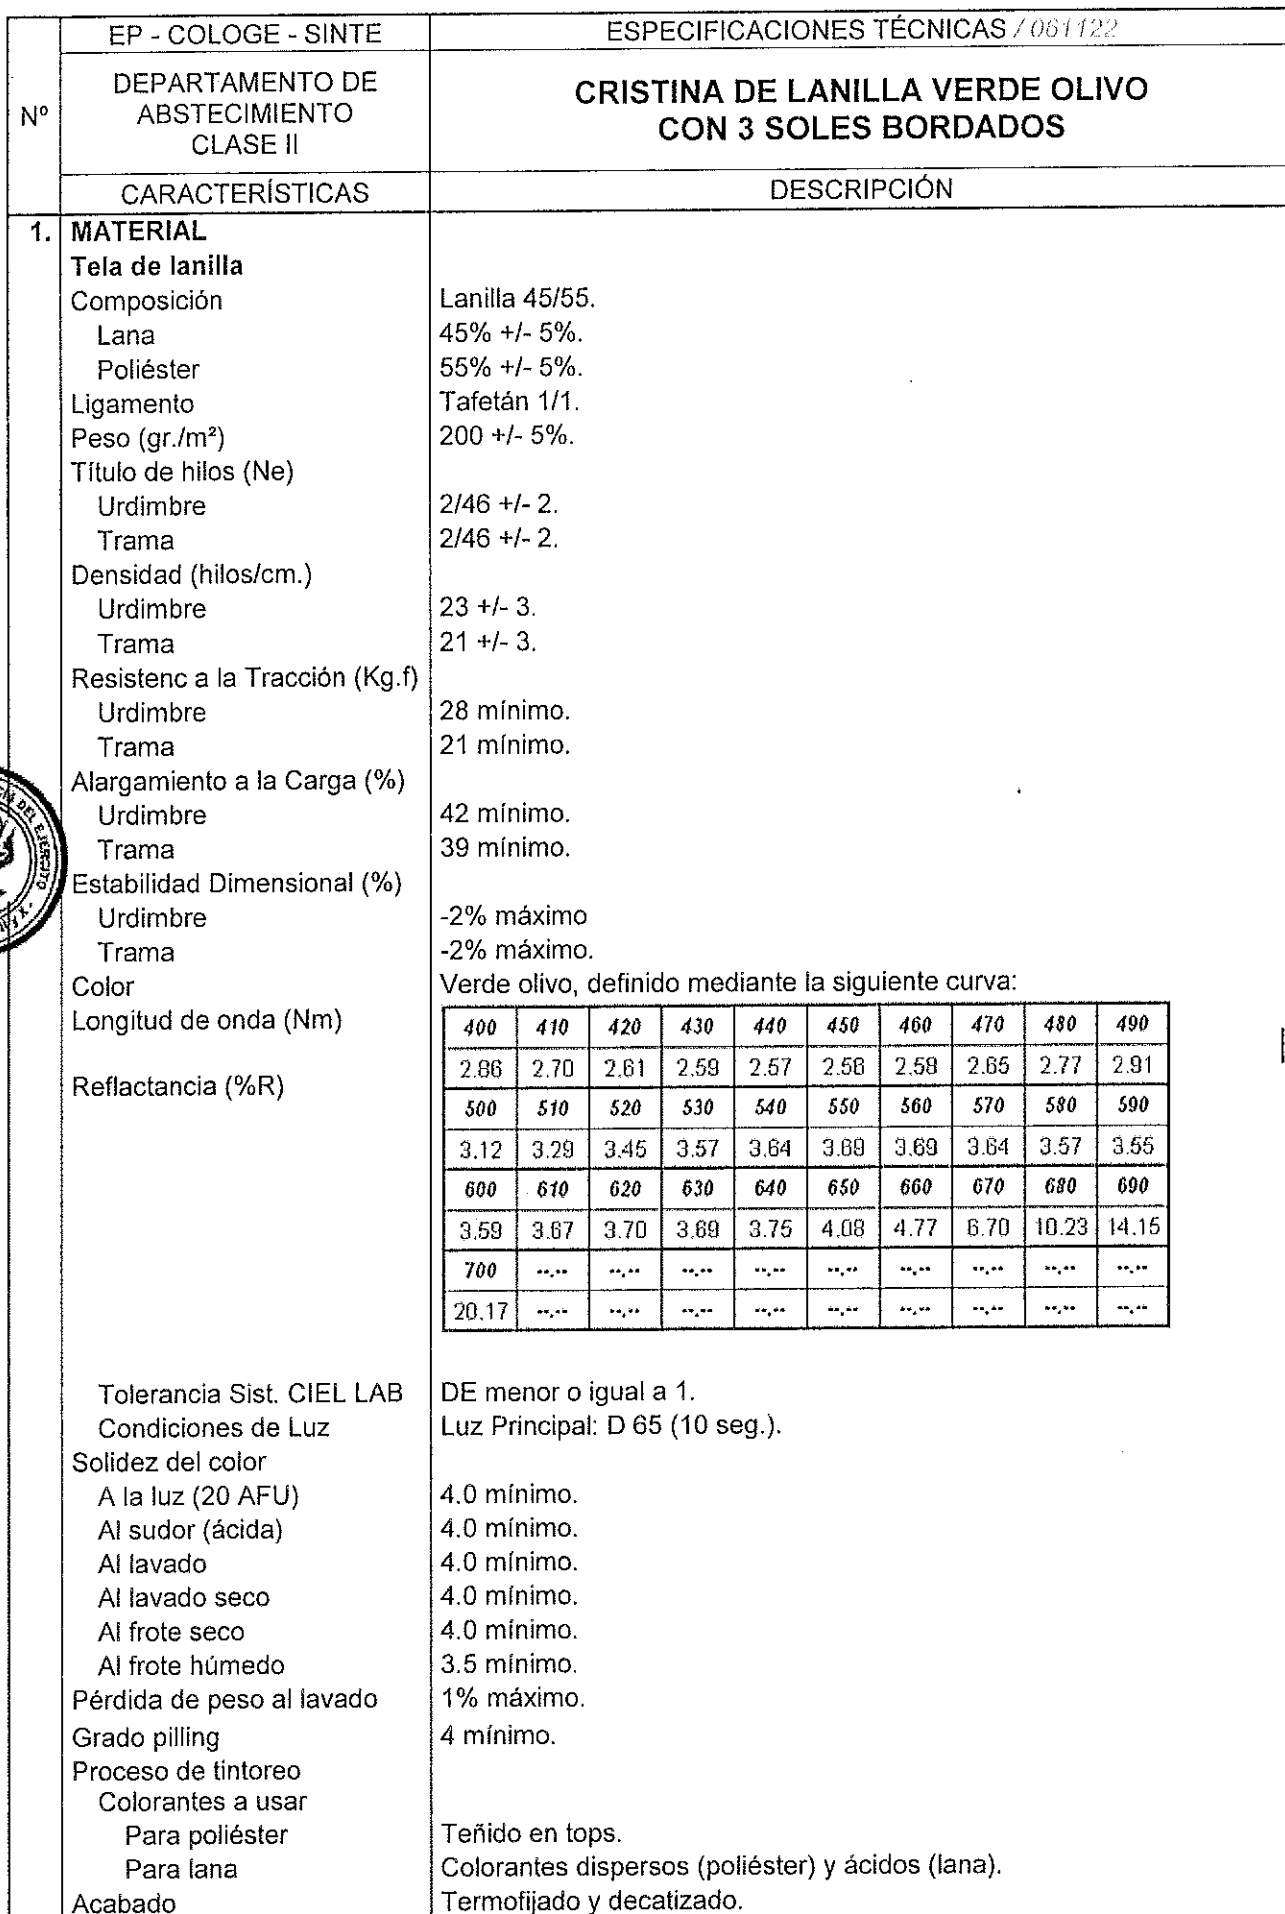 EP - COLOGE - SINTE ESPECIFICACIONES TÉCNICAS / 061122
Nº DEPARTAMENTO DE ABSTECIMIENTO CLASE II CRISTINA DE LANILLA VERDE OLIVO CON 3 SOLES BORDADOS
CARACTERÍSTICAS DESCRIPCIÓN
1. MATERIAL
Tela de lanilla
Composición Lanilla 45/55.
Lana 45% +/- 5%.
Poliéster 55% +/- 5%.
Ligamento Tafetán 1/1.
Peso (gr./m²) 200 +/- 5%.
Título de hilos (Ne)
Urdimbre 2/46 +/- 2.
Trama 2/46 +/- 2.
Densidad (hilos/cm.)
Urdimbre 23 +/- 3.
Trama 21 +/- 3.
Resistenc a la Tracción (Kg.f)
Urdimbre 28 mínimo.
Trama 21 mínimo.
Alargamiento a la Carga (%)
Urdimbre 42 mínimo.
Trama 39 mínimo.
Estabilidad Dimensional (%)
Urdimbre -2% máximo
Trama -2% máximo.
Color Verde olivo, definido mediante la siguiente curva:
Longitud de onda (Nm) 400 410 420 430 440 450 460 470 480 490
Reflactancia (%R) 2.86 2.70 2.61 2.59 2.57 2.58 2.59 2.65 2.77 2.91
500 510 520 530 540 550 560 570 580 590
3.12 3.29 3.45 3.57 3.64 3.69 3.69 3.64 3.57 3.55
600 610 620 630 640 650 660 670 680 690
3.59 3.67 3.70 3.69 3.75 4.08 4.77 6.70 10.23 14.15
700 --.-- --.-- --.-- --.-- --.-- --.-- --.-- --.-- --.--
20.17 --.-- --.-- --.-- --.-- --.-- --.-- --.-- --.-- --.--
Tolerancia Sist. CIEL LAB DE menor o igual a 1.
Condiciones de Luz Luz Principal: D 65 (10 seg.).
Solidez del color
A la luz (20 AFU) 4.0 mínimo.
Al sudor (ácida) 4.0 mínimo.
Al lavado 4.0 mínimo.
Al lavado seco 4.0 mínimo.
Al frote seco 4.0 mínimo.
Al frote húmedo 3.5 mínimo.
Pérdida de peso al lavado 1% máximo.
Grado pilling 4 mínimo.
Proceso de tintoreo
Colorantes a usar
Para poliéster Teñido en tops.
Para lana Colorantes dispersos (poliéster) y ácidos (lana).
Acabado Termofijado y decatizado.
DEL EJERCITO